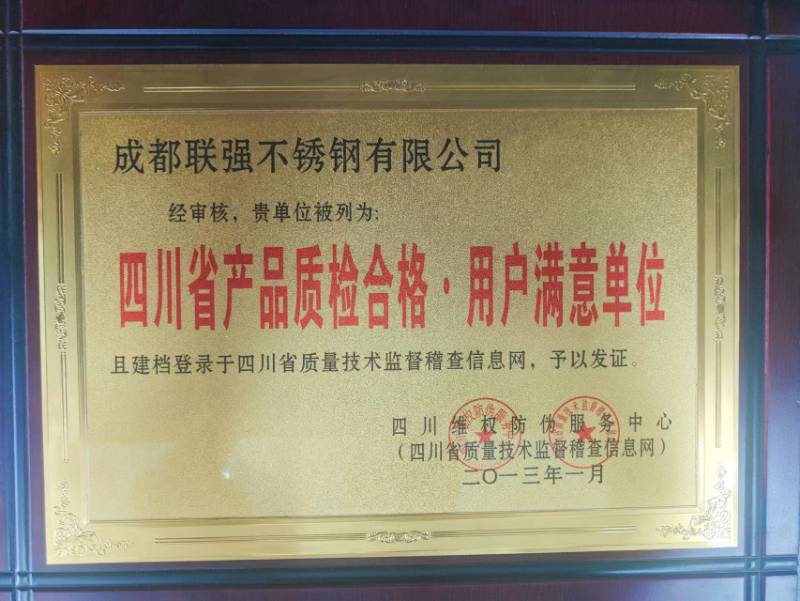 成都联强不锈钢有限公司
经审核，贵单位被列为：
四川省产品质检合格·用户满意单位
且建档登录于四川省质量技术监督稽查信息网，予以发证。
四川维权防伪服务中心
（四川省质量技术监督稽查信息网）
二〇一三年一月